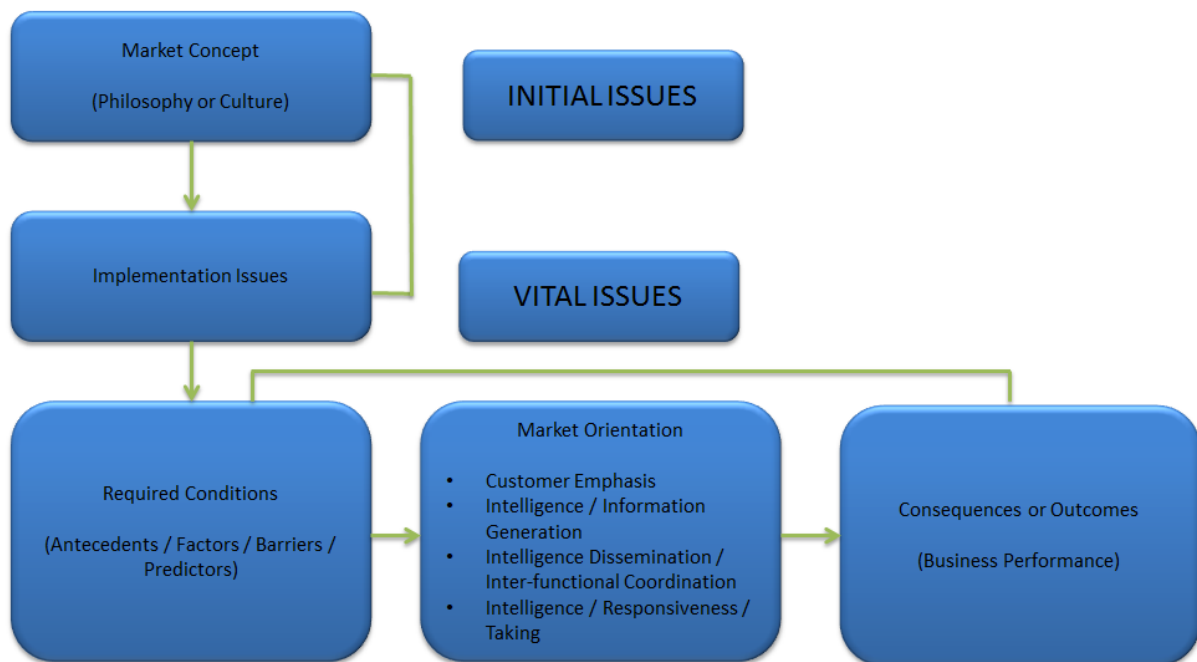 Market Concept
(Philosophy or Culture)
INITIAL ISSUES
Implementation Issues
VITAL ISSUES
Required Conditions
(Antecedents / Factors / Barriers /
Predictors)
Market Orientation
• Customer Emphasis
• Intelligence / Information
Generation
• Intelligence Dissemination /
Inter-functional Coordination
• Intelligence / Responsiveness /
Taking
Consequences or Outcomes
(Business Performance)